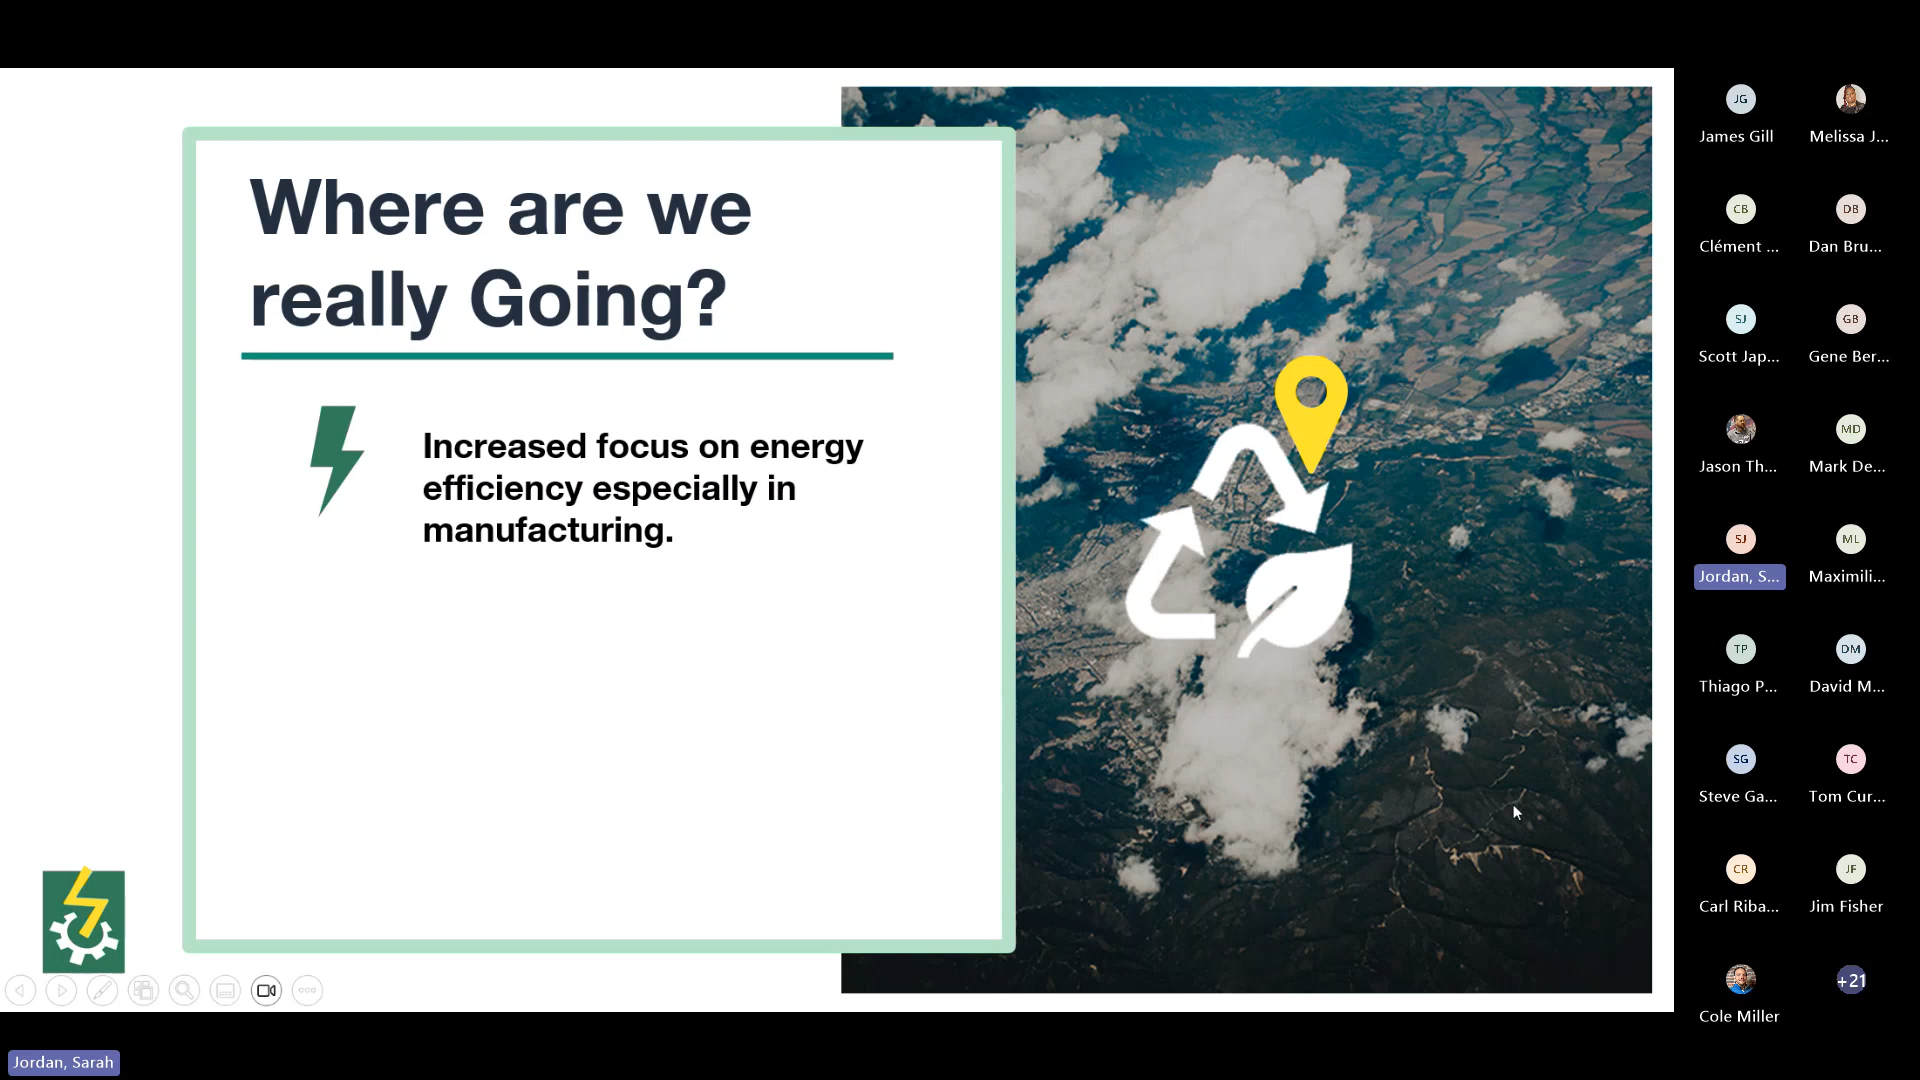 Where are we
really Going?
Increased focus on energy
efficiency especially in
manufacturing.
JG
James Gill
Melissa J...
CB
Clément ...
DB
Dan Bru...
SJ
Scott Jap...
GB
Gene Ber...
Jason Th...
MD
Mark De...
SJ
Jordan, S...
ML
Maximili...
TP
Thiago P...
DM
David M...
SG
Steve Ga...
TC
Tom Cur...
CR
Carl Riba...
JF
Jim Fisher
Cole Miller
+21
Jordan, Sarah